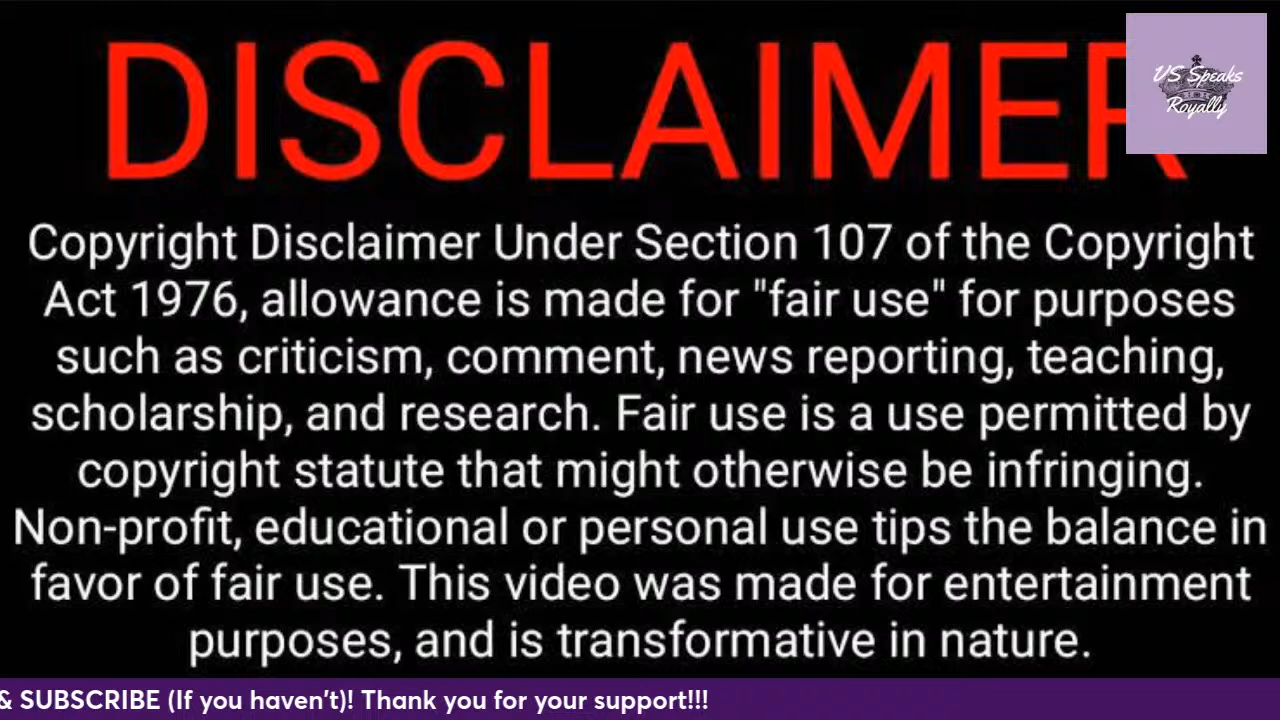 DISCLAIMER
US Speaks
Royally
Copyright Disclaimer Under Section 107 of the Copyright
Act 1976, allowance is made for "fair use" for purposes
such as criticism, comment, news reporting, teaching,
scholarship, and research. Fair use is a use permitted by
copyright statute that might otherwise be infringing.
Non-profit, educational or personal use tips the balance in
favor of fair use. This video was made for entertainment
purposes, and is transformative in nature.
& SUBSCRIBE (If you haven't)! Thank you for your support!!!